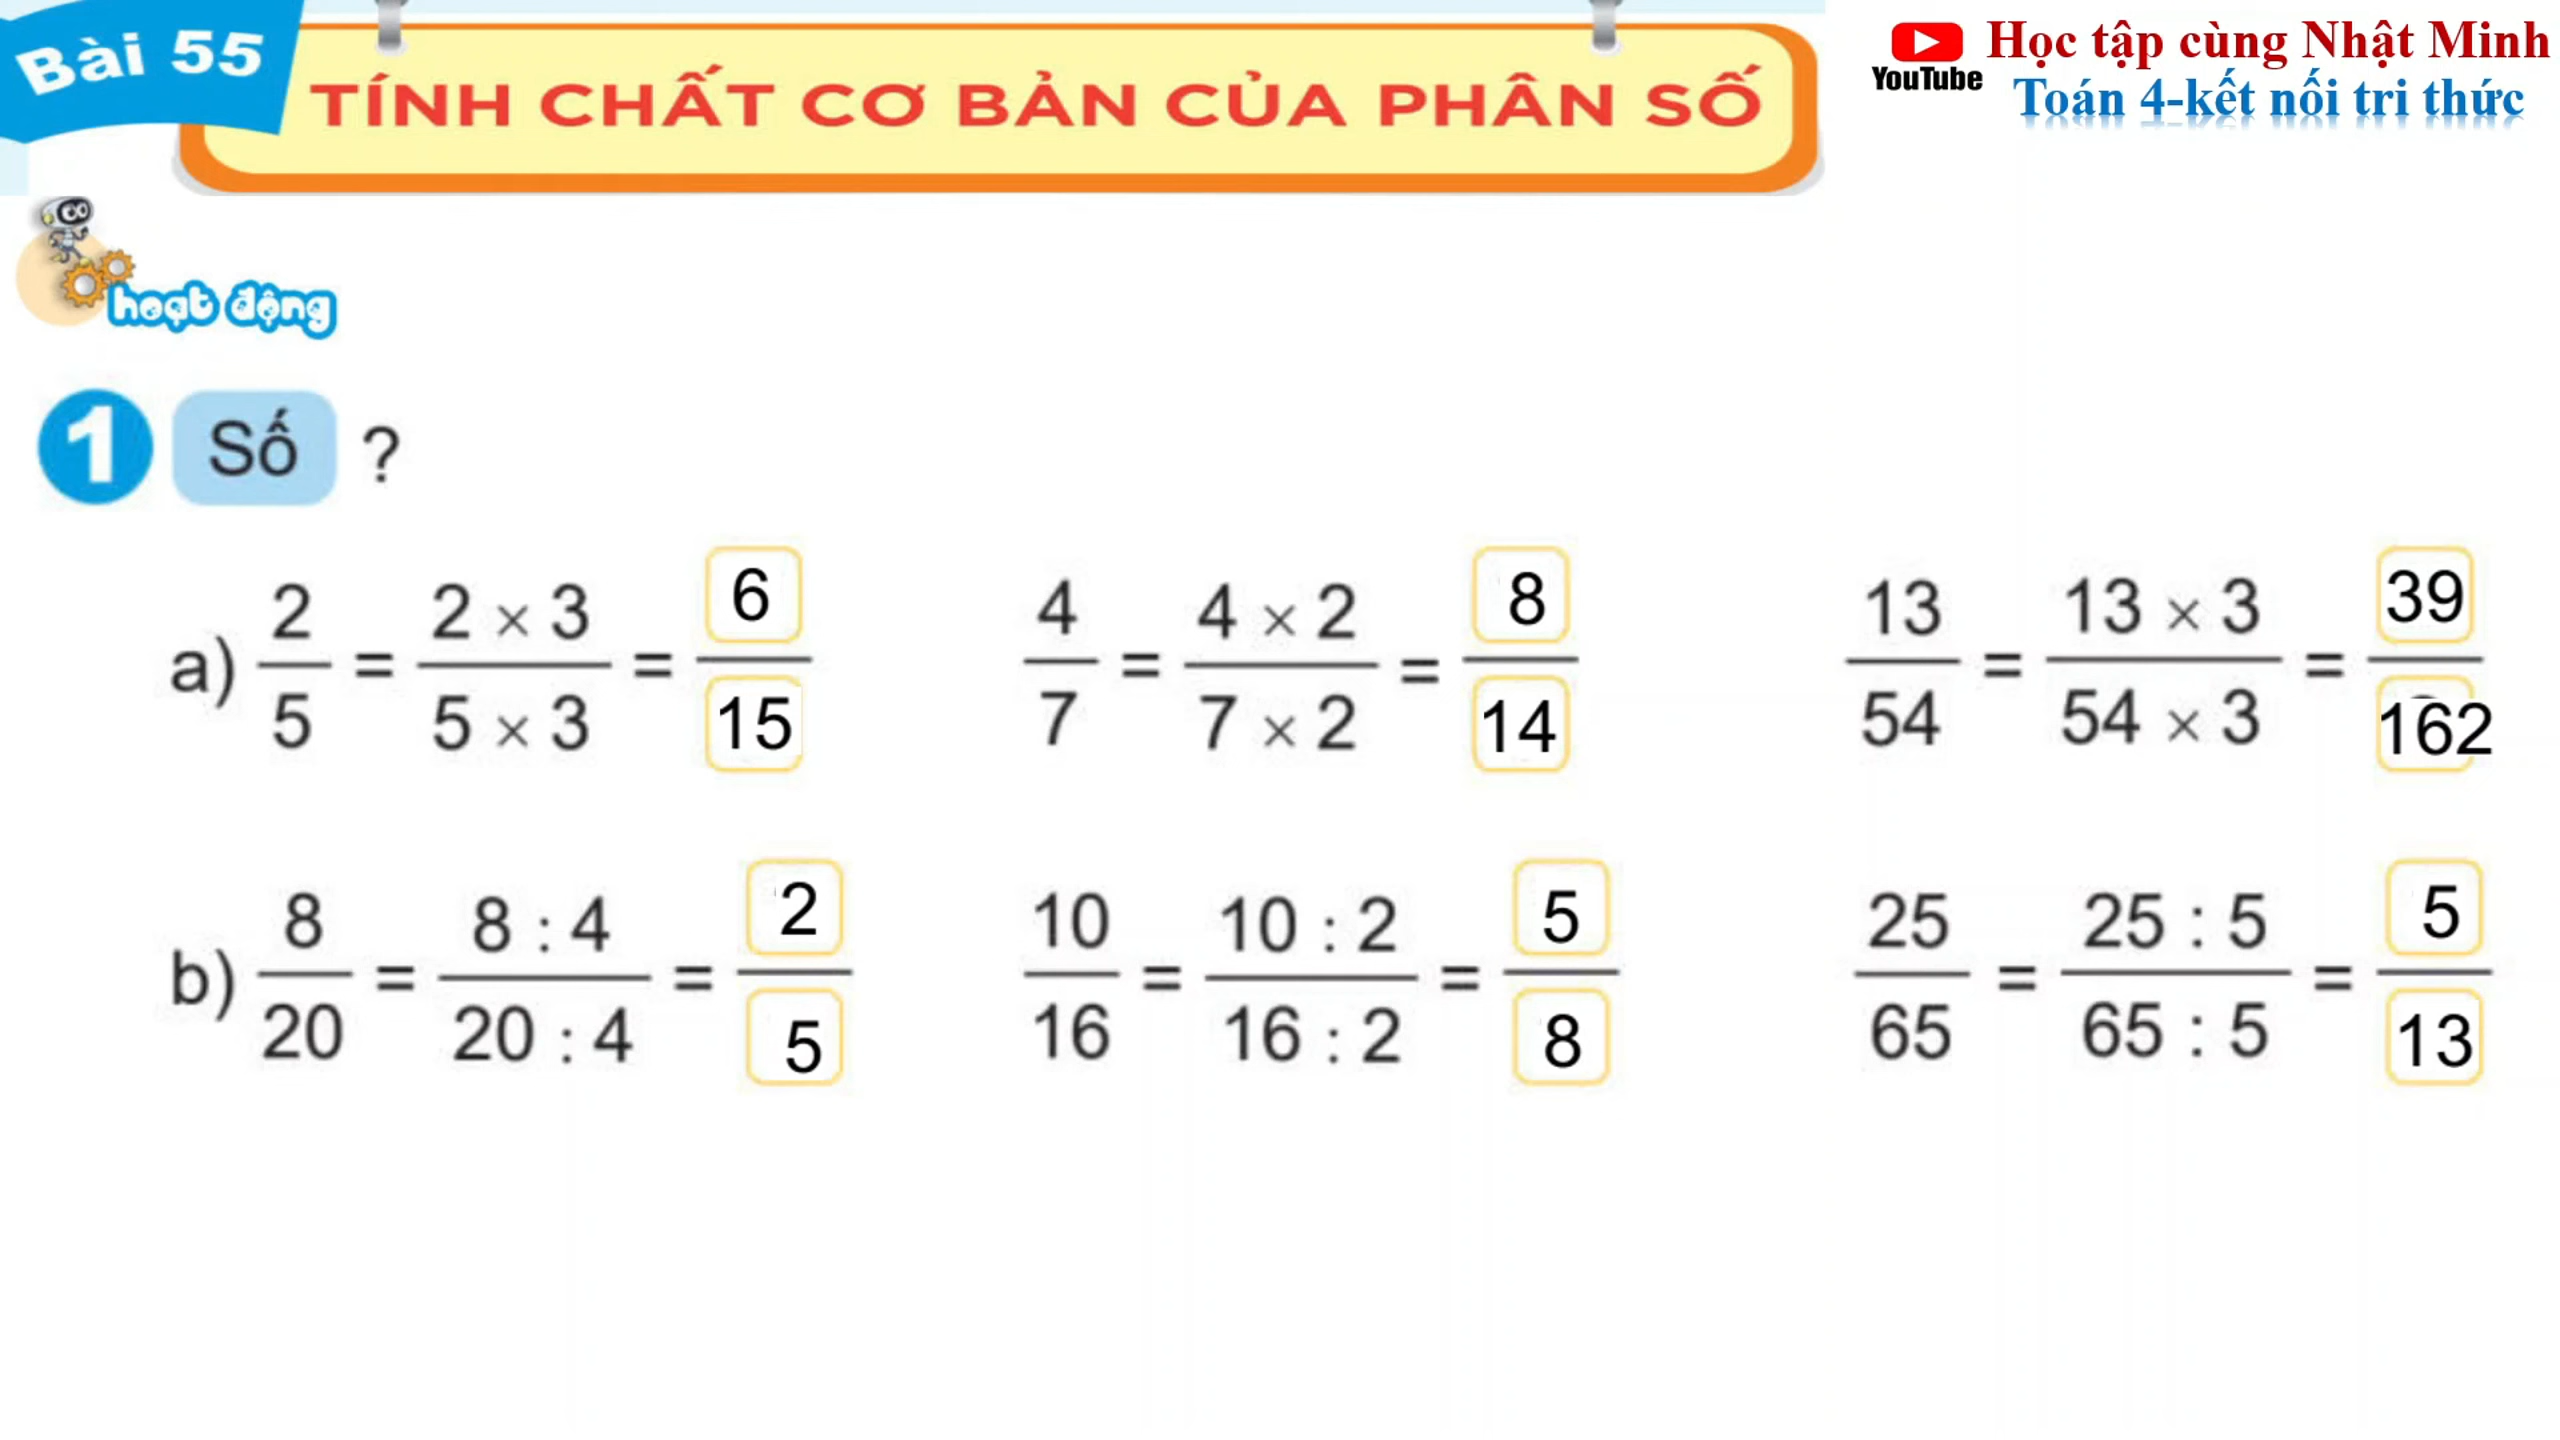 Bài 55
TÍNH CHẤT CƠ BẢN CỦA PHÂN SỐ
YouTube
Học tập cùng Nhật Minh
Toán 4-kết nối tri thức
hoạt động
1 Số ?
a) 2/5 = 2 × 3 / 5 × 3 = 6/15
4/7 = 4 × 2 / 7 × 2 = 8/14
13/54 = 13 × 3 / 54 × 3 = 39/162
b) 8/20 = 8 : 4 / 20 : 4 = 2/5
10/16 = 10 : 2 / 16 : 2 = 5/8
25/65 = 25 : 5 / 65 : 5 = 5/13